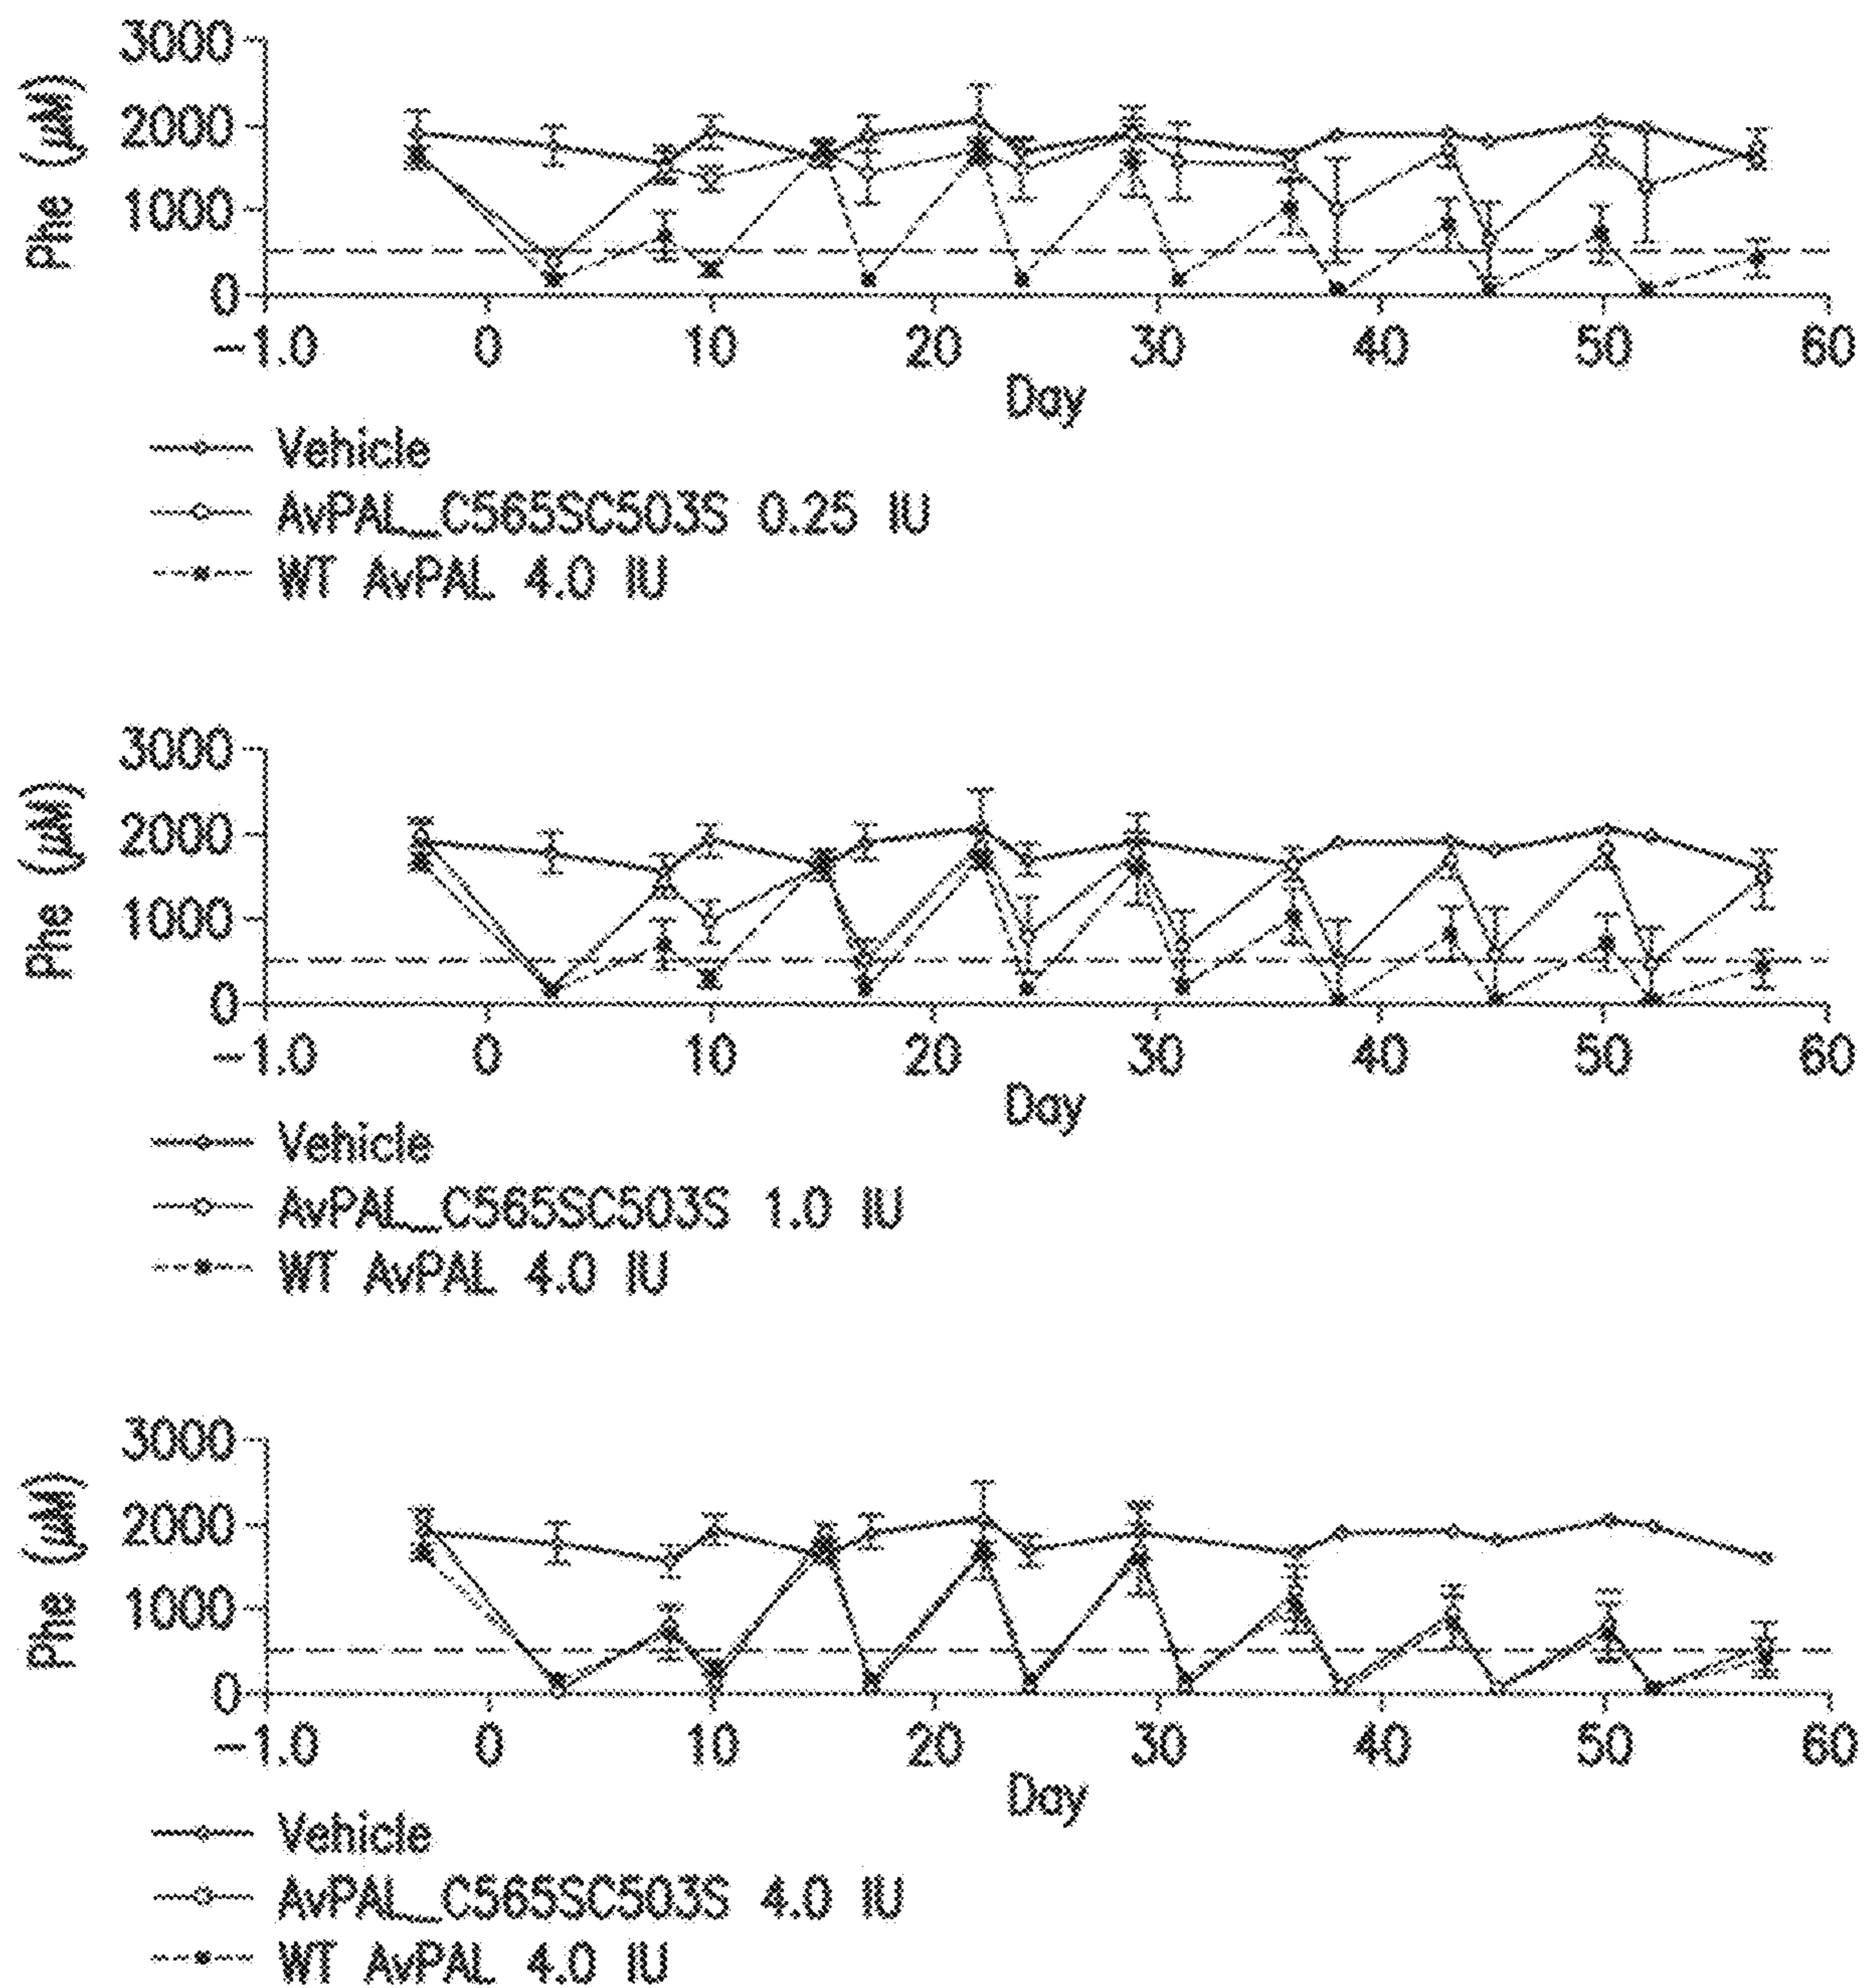 3000
2000
1000
0
Phe (µM)
−1.0 0 10 20 30 40 50 60
Day
Vehicle
AvPAL_C565SC503S 0.25 IU
WT AvPAL 4.0 IU
3000
2000
1000
0
Phe (µM)
−1.0 0 10 20 30 40 50 60
Day
Vehicle
AvPAL_C565SC503S 1.0 IU
WT AvPAL 4.0 IU
3000
2000
1000
0
Phe (µM)
−1.0 0 10 20 30 40 50 60
Day
Vehicle
AvPAL_C565SC503S 4.0 IU
WT AvPAL 4.0 IU